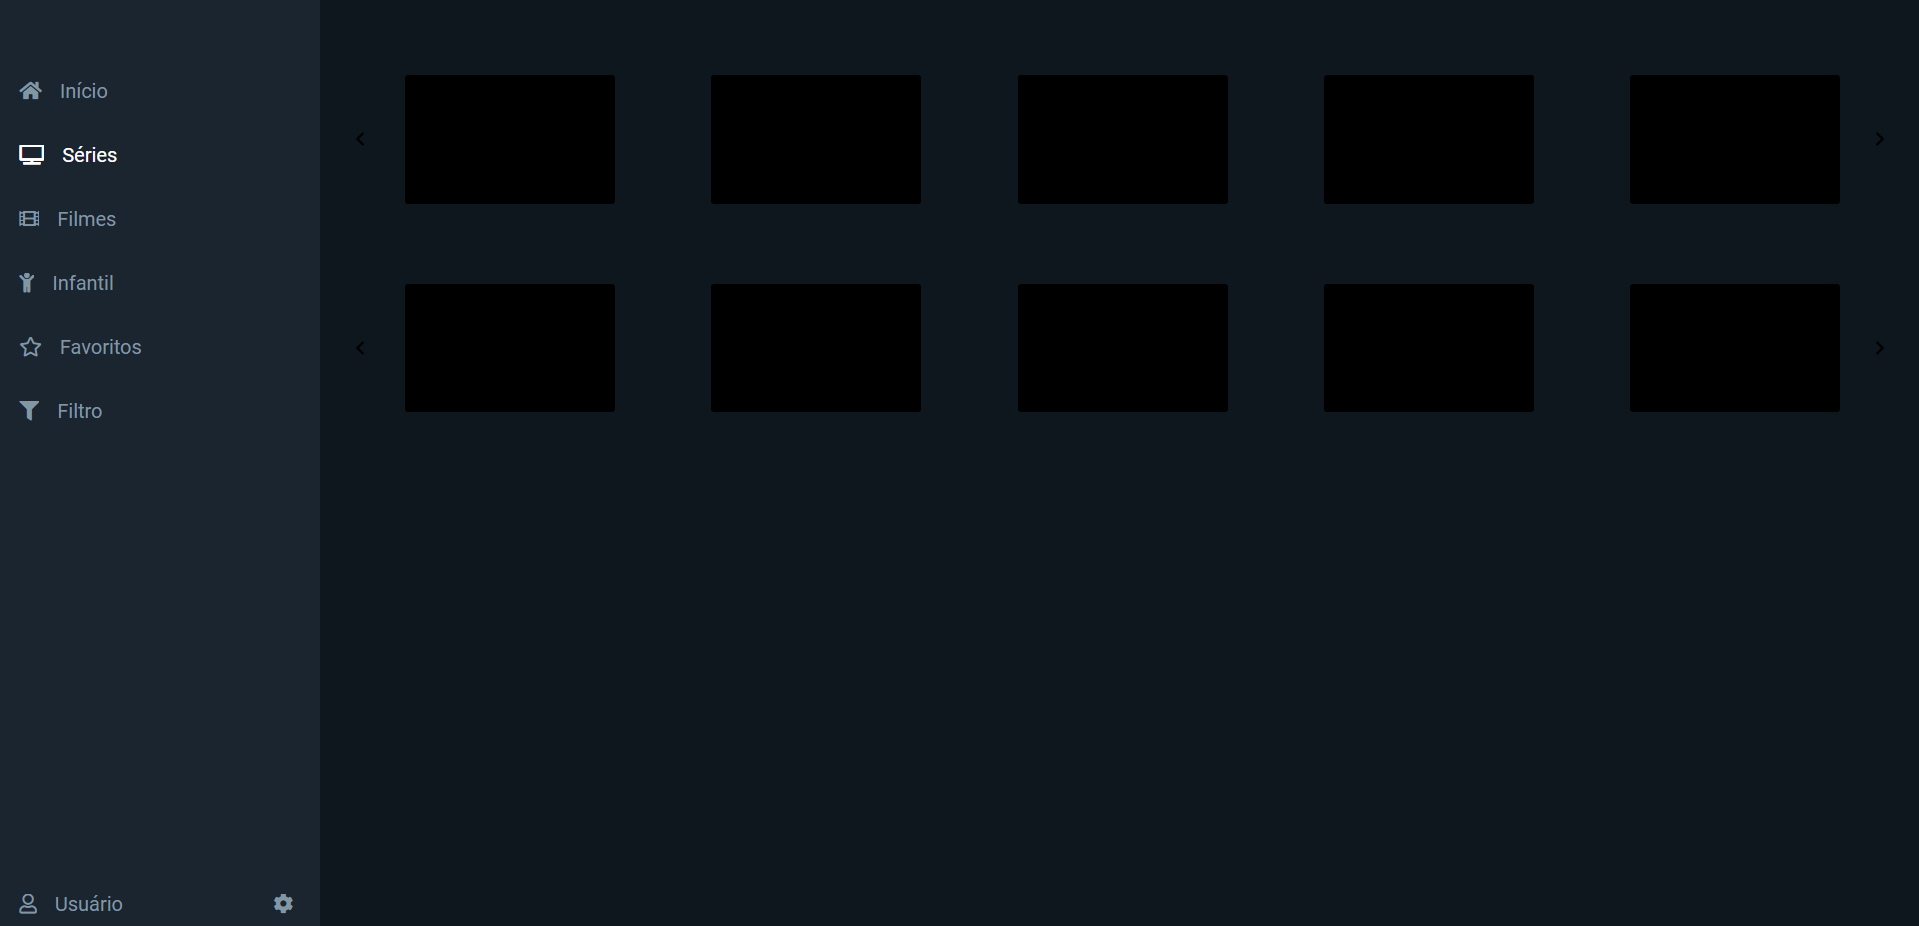 Início
Séries
Filmes
Infantil
Favoritos
Filtro
Usuário